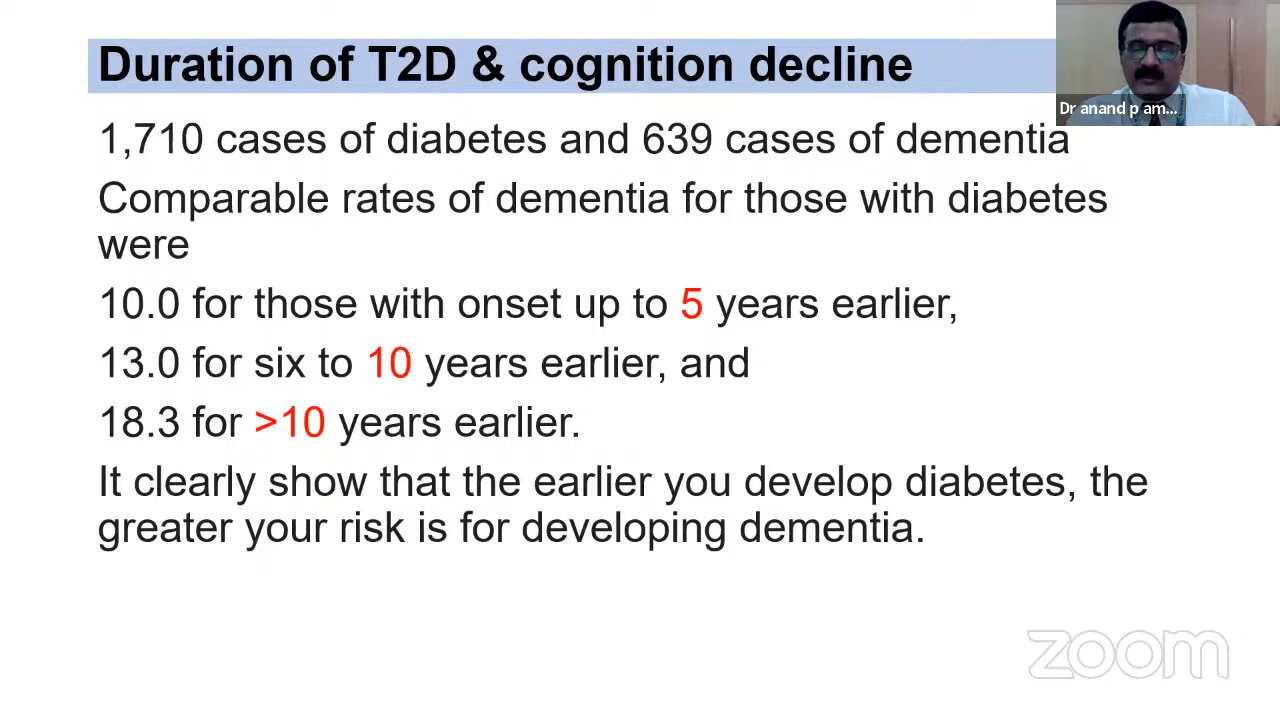 Duration of T2D & cognition decline
Dr anand p am...
1,710 cases of diabetes and 639 cases of dementia
Comparable rates of dementia for those with diabetes
were
10.0 for those with onset up to 5 years earlier,
13.0 for six to 10 years earlier, and
18.3 for >10 years earlier.
It clearly show that the earlier you develop diabetes, the
greater your risk is for developing dementia.
zoom